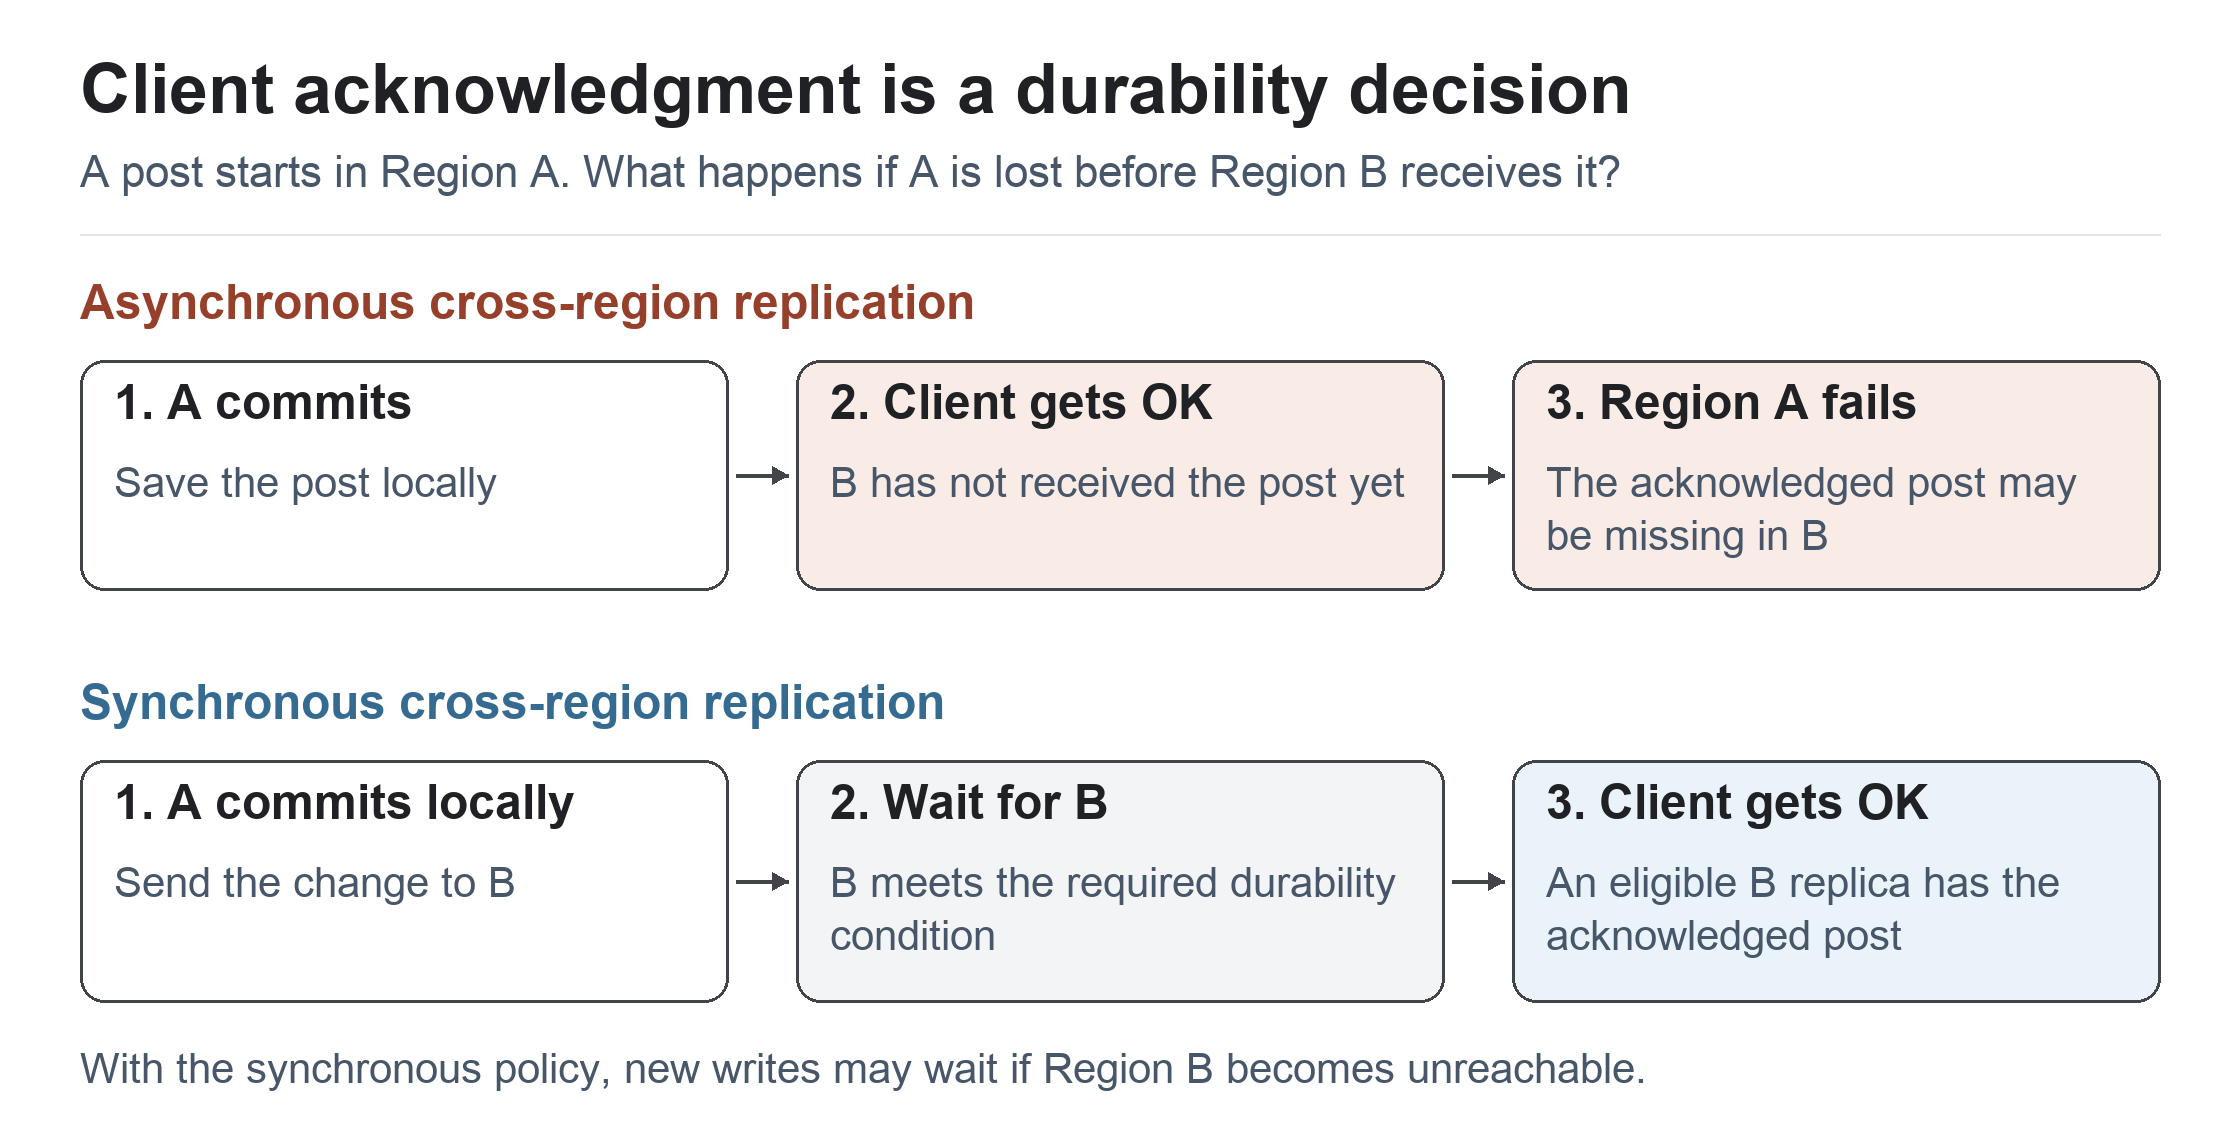 Client acknowledgment is a durability decision
A post starts in Region A. What happens if A is lost before Region B receives it?
Asynchronous cross-region replication
1. A commits
Save the post locally
2. Client gets OK
B has not received the post yet
3. Region A fails
The acknowledged post may
be missing in B
Synchronous cross-region replication
1. A commits locally
Send the change to B
2. Wait for B
B meets the required durability
condition
3. Client gets OK
An eligible B replica has the
acknowledged post
With the synchronous policy, new writes may wait if Region B becomes unreachable.